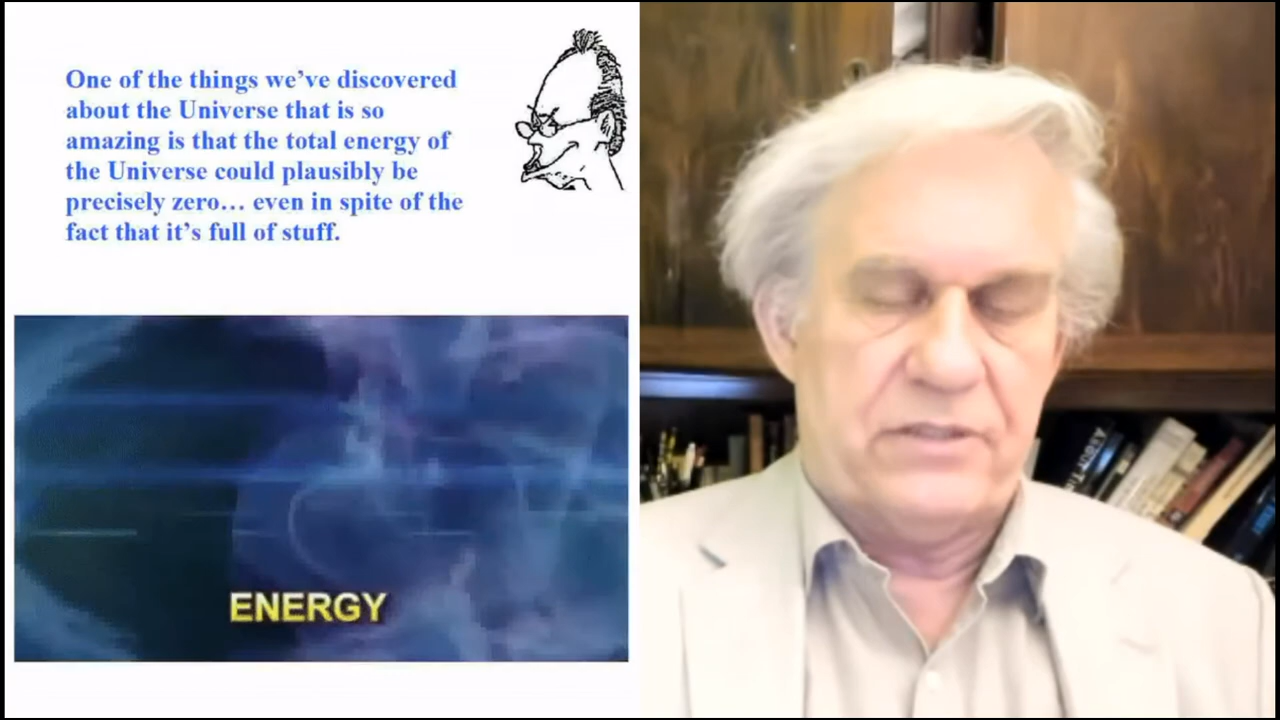 One of the things we’ve discovered
about the Universe that is so
amazing is that the total energy of
the Universe could plausibly be
precisely zero… even in spite of the
fact that it’s full of stuff.
ENERGY